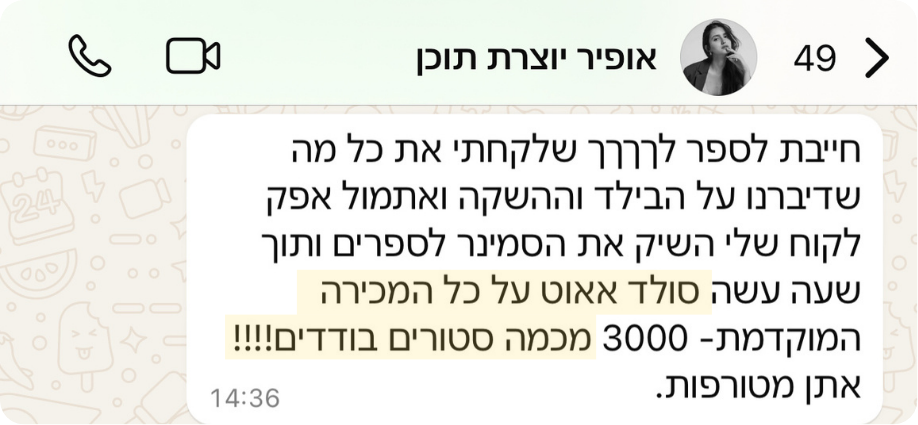 49 אופיר יוצרת תוכן
חייבת לספר לךךךך שלקחתי את כל מה
שדיברנו על הבילד וההשקה ואתמול אפק
לקוח שלי השיק את הסמינר לספרים ותוך
שעה עשה סולד אאוט על כל המכירה
המוקדמת- 3000 מכמה סטורים בודדים!!!!
אתן מטורפות.
14:36
24